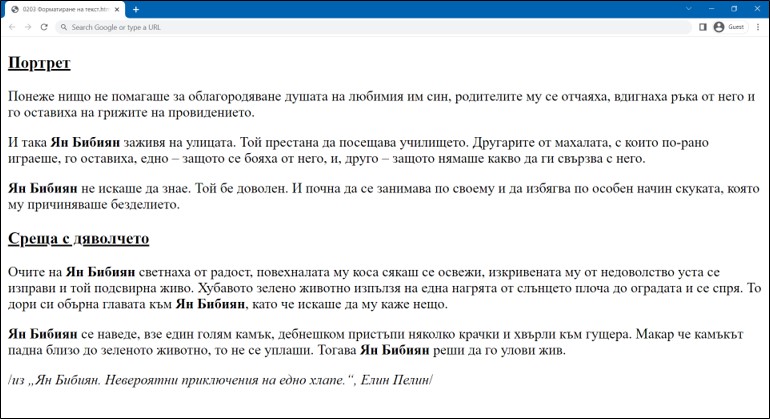 0203 Форматиране на текст.htm
Search Google or type a URL
Guest
Портрет
Понеже нищо не помагаше за облагородяване душата на любимия им син, родителите му се отчаяха, вдигнаха ръка от него и
го оставиха на грижите на провидението.
И така Ян Бибиян заживя на улицата. Той престана да посещава училището. Другарите от махалата, с които по-рано
играеше, го оставиха, едно – защото се бояха от него, и, друго – защото нямаше какво да ги свързва с него.
Ян Бибиян не искаше да знае. Той бе доволен. И почна да се занимава по своему и да избягва по особен начин скуката, която
му причиняваше безделието.
Среща с дяволчето
Очите на Ян Бибиян светнаха от радост, повехналата му коса сякаш се освежи, изкривената му от недоволство уста се
изправи и той подсвирна живо. Хубавото зелено животно изпълзя на една нагрята от слънцето плоча до оградата и се спря. То
дори си обърна главата към Ян Бибиян, като че искаше да му каже нещо.
Ян Бибиян се наведе, взе един голям камък, дебнешком пристъпи няколко крачки и хвърли към гущера. Макар че камъкът
падна близо до зеленото животно, то не се уплаши. Тогава Ян Бибиян реши да го улови жив.
/из „Ян Бибиян. Невероятни приключения на едно хлапе.“, Елин Пелин/